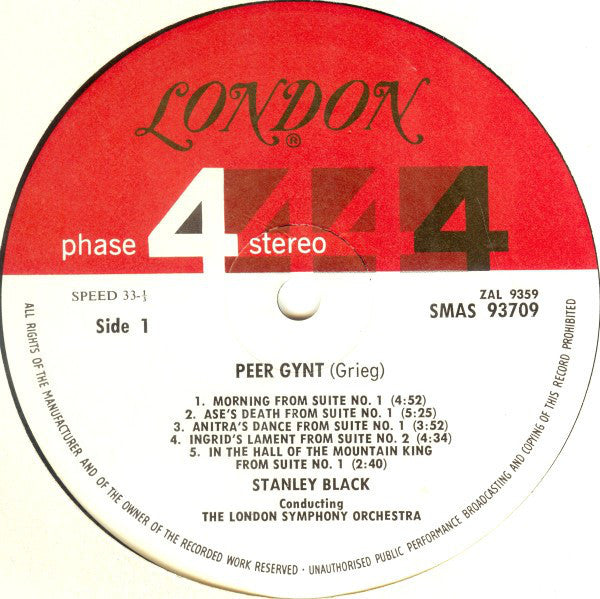 LONDON
®
phase 4 stereo 4 4 4
SPEED 33-⅓
ZAL 9359
Side 1
SMAS 93709
PEER GYNT (Grieg)
1. MORNING FROM SUITE NO. 1 (4:52)
2. ASE'S DEATH FROM SUITE NO. 1 (5:25)
3. ANITRA'S DANCE FROM SUITE NO. 1 (3:52)
4. INGRID'S LAMENT FROM SUITE NO. 2 (4:34)
5. IN THE HALL OF THE MOUNTAIN KING
FROM SUITE NO. 1 (2:40)
STANLEY BLACK
Conducting
THE LONDON SYMPHONY ORCHESTRA
ALL RIGHTS OF THE MANUFACTURER AND OF THE OWNER OF THE RECORDED WORK RESERVED - UNAUTHORISED PUBLIC PERFORMANCE BROADCASTING AND COPYING OF THIS RECORD PROHIBITED